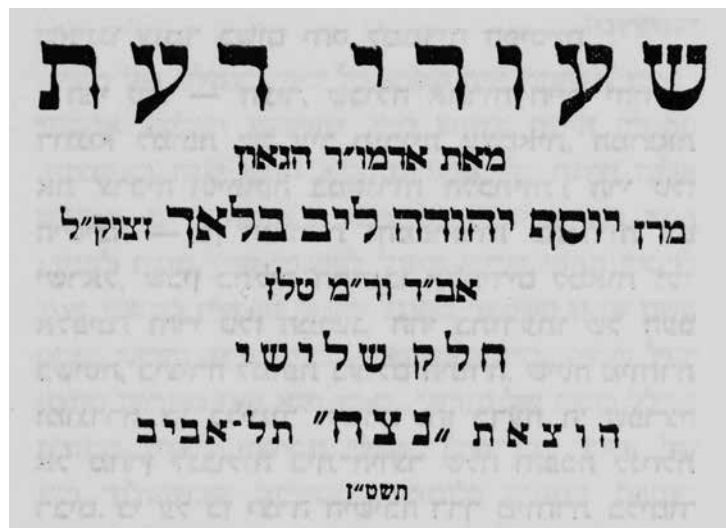 שעורי דעת
מאת אדמו״ר הגאון
מרן יוסף יהודה ליב בלאך זצוק״ל
אב״ד ור״מ טלז
חלק שלישי
הוצאת „נצח” תל־אביב
תשט״ז